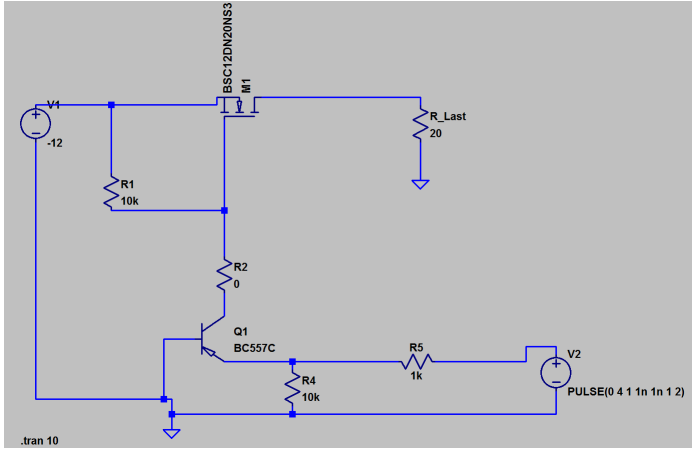 BSC12DN20NS3
M1
V1
-12
R_Last
20
R1
10k
R2
0
Q1
BC557C
R5
1k
V2
PULSE(0 4 1 1n 1n 1 2)
R4
10k
.tran 10